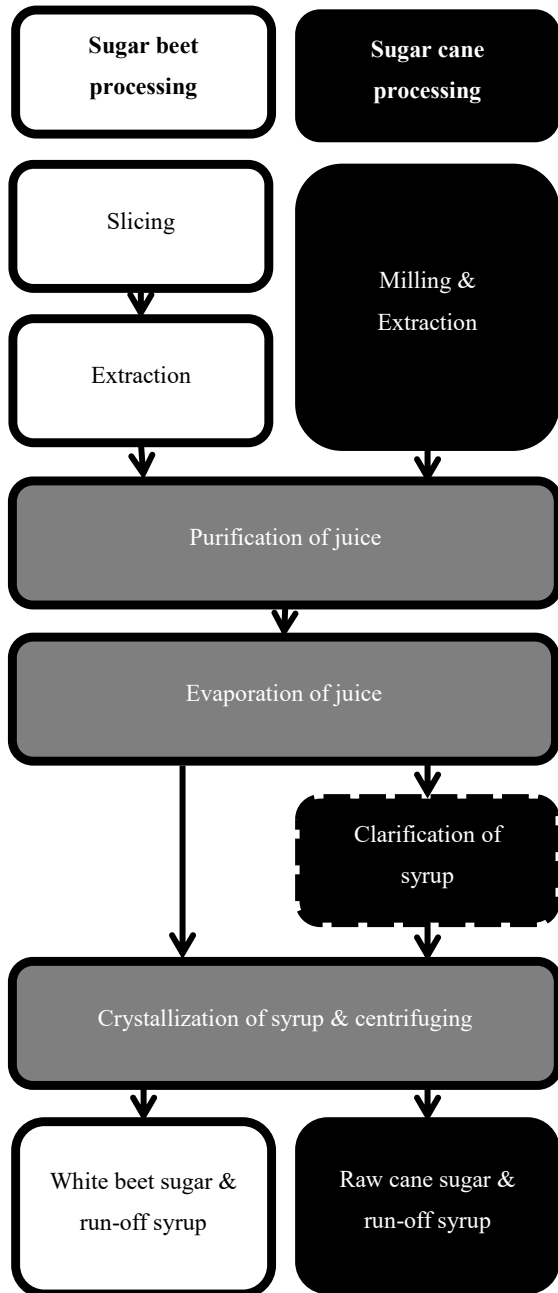 Sugar beet
processing
Sugar cane
processing
Slicing
Milling &
Extraction
Extraction
Purification of juice
Evaporation of juice
Clarification of
syrup
Crystallization of syrup & centrifuging
White beet sugar &
run-off syrup
Raw cane sugar &
run-off syrup